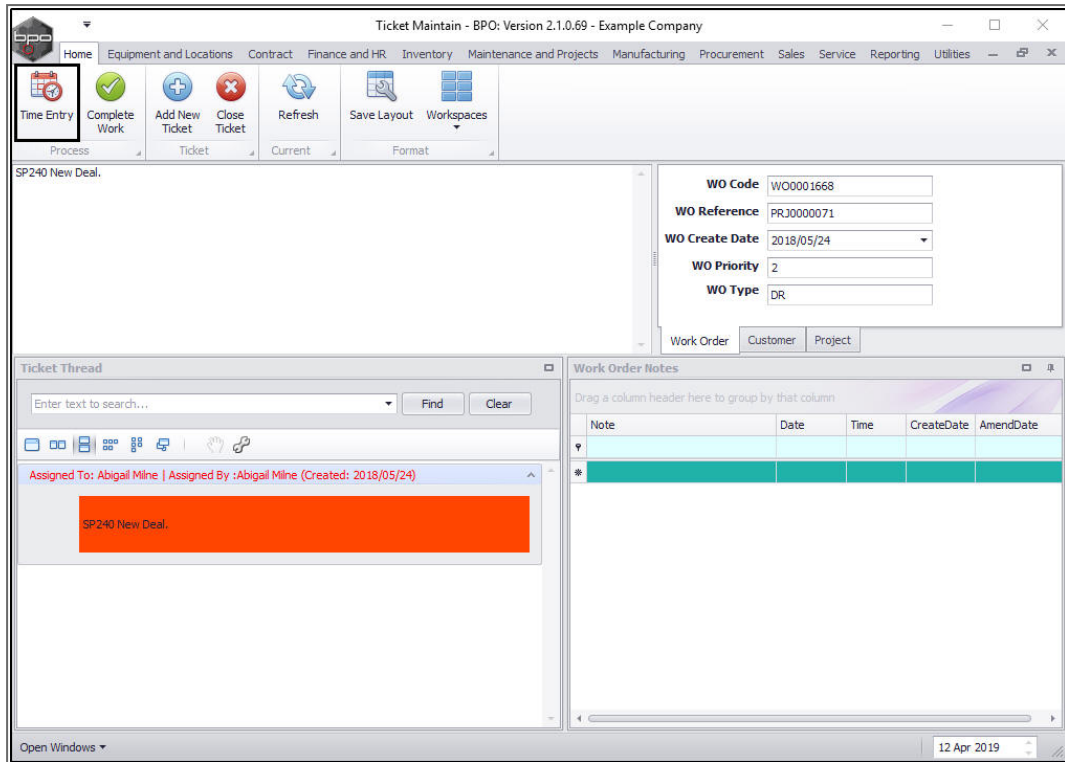 Ticket Maintain - BPO: Version 2.1.0.69 - Example Company
bpo
Home Equipment and Locations Contract Finance and HR Inventory Maintenance and Projects Manufacturing Procurement Sales Service Reporting Utilities
Time Entry Complete Work Add New Ticket Close Ticket Refresh Save Layout Workspaces
Process Ticket Current Format
SP240 New Deal.
WO Code WO0001668
WO Reference PRJ0000071
WO Create Date 2018/05/24
WO Priority 2
WO Type DR
Work Order Customer Project
Ticket Thread
Enter text to search... Find Clear
Assigned To: Abigail Milne | Assigned By :Abigail Milne (Created: 2018/05/24)
SP240 New Deal.
Work Order Notes
Drag a column header here to group by that column
Note Date Time CreateDate AmendDate
Open Windows 12 Apr 2019